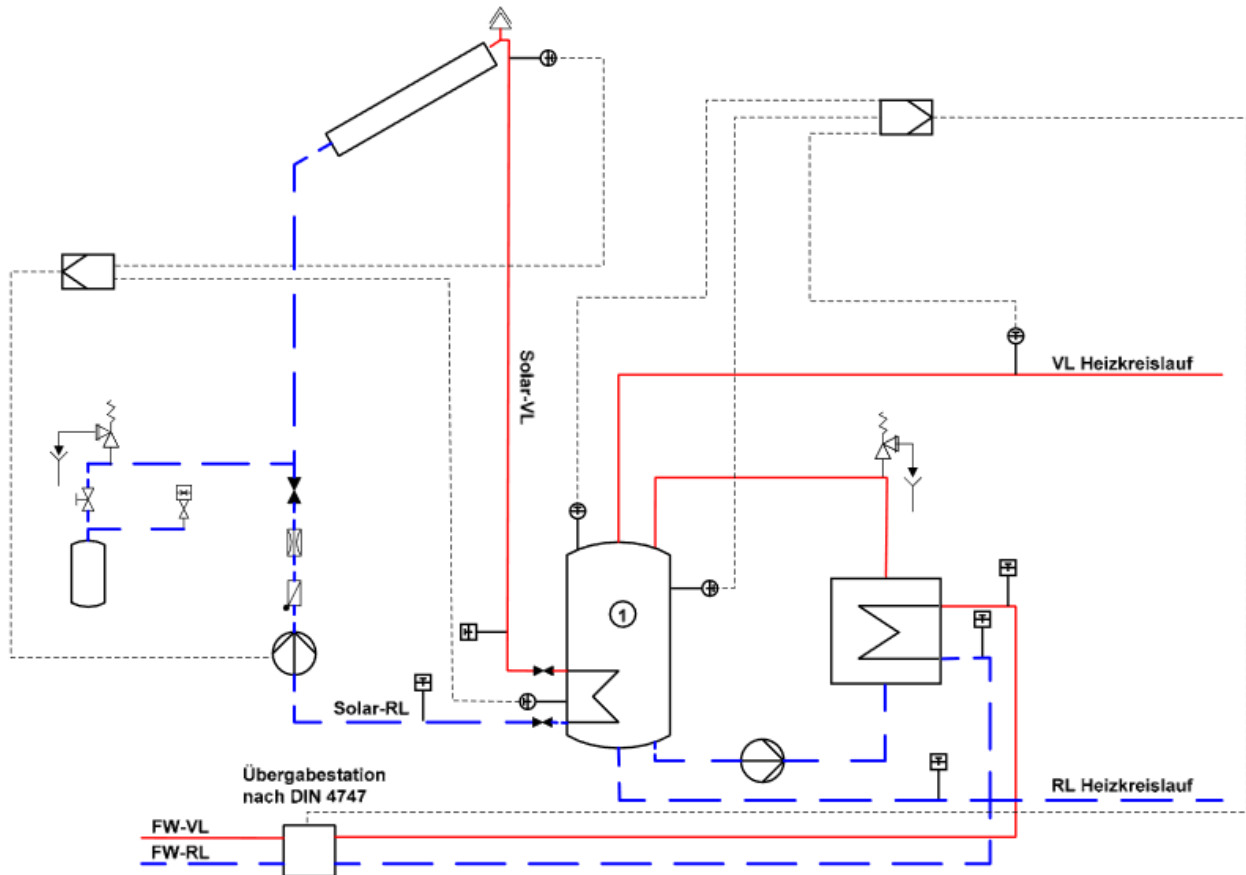 Solar-VL
VL Heizkreislauf
1
Solar-RL
Übergabestation
nach DIN 4747
RL Heizkreislauf
FW-VL
FW-RL